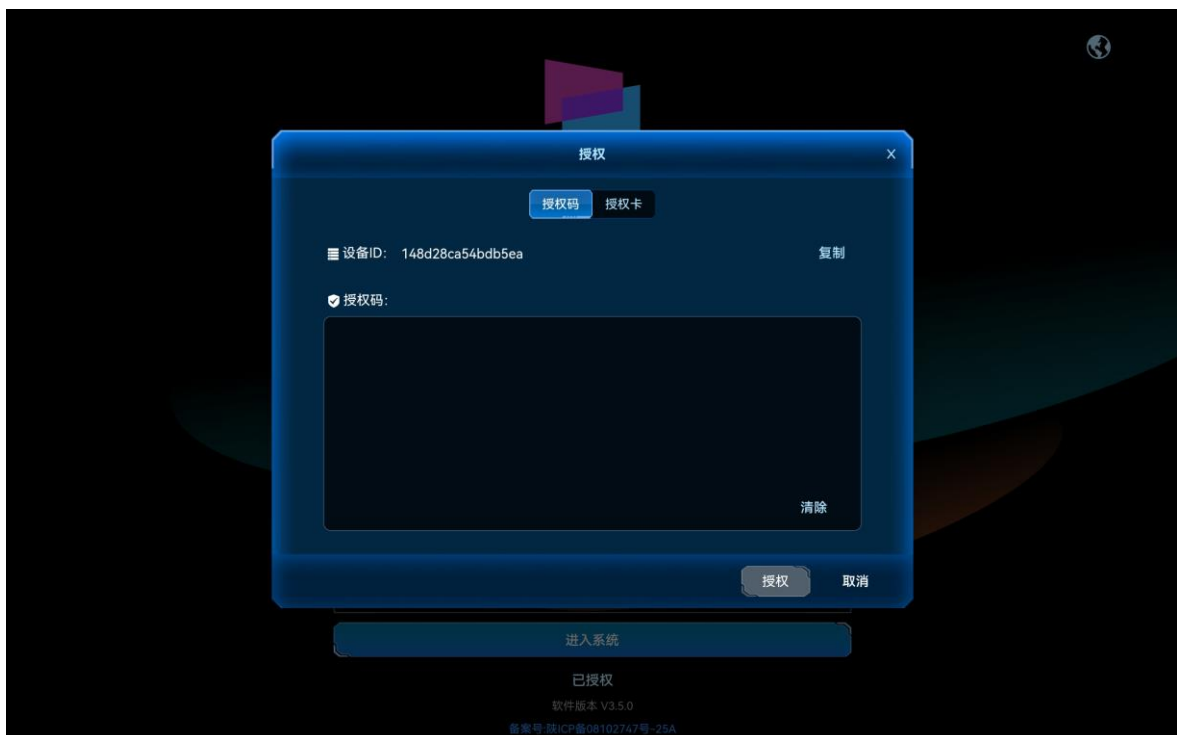 授权 X
授权码 授权卡
设备ID: 148d28ca54bdb5ea 复制
授权码:
清除
授权 取消
进入系统
已授权
软件版本 V3.5.0
备案号:陕ICP备08102747号-25A